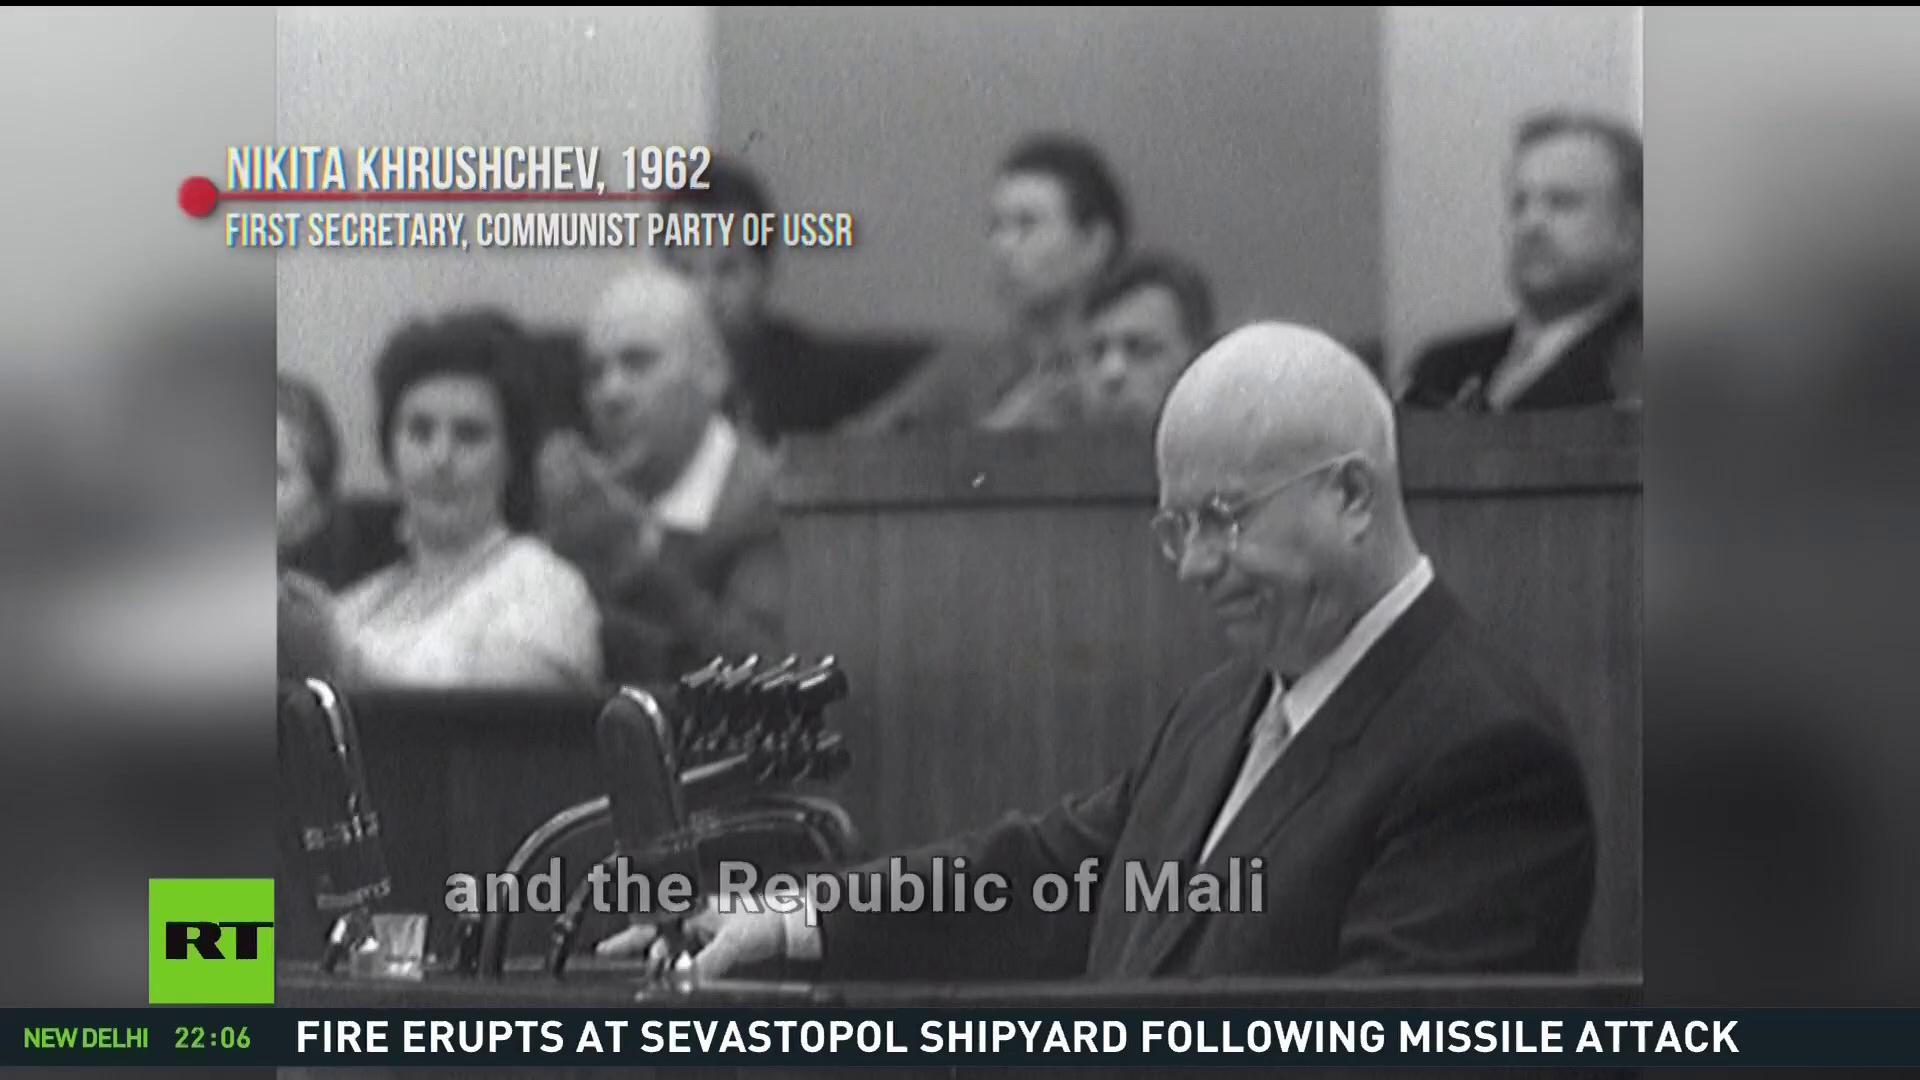 NIKITA KHRUSHCHEV, 1962
FIRST SECRETARY, COMMUNIST PARTY OF USSR
and the Republic of Mali
RT
NEW DELHI 22:06 FIRE ERUPTS AT SEVASTOPOL SHIPYARD FOLLOWING MISSILE ATTACK